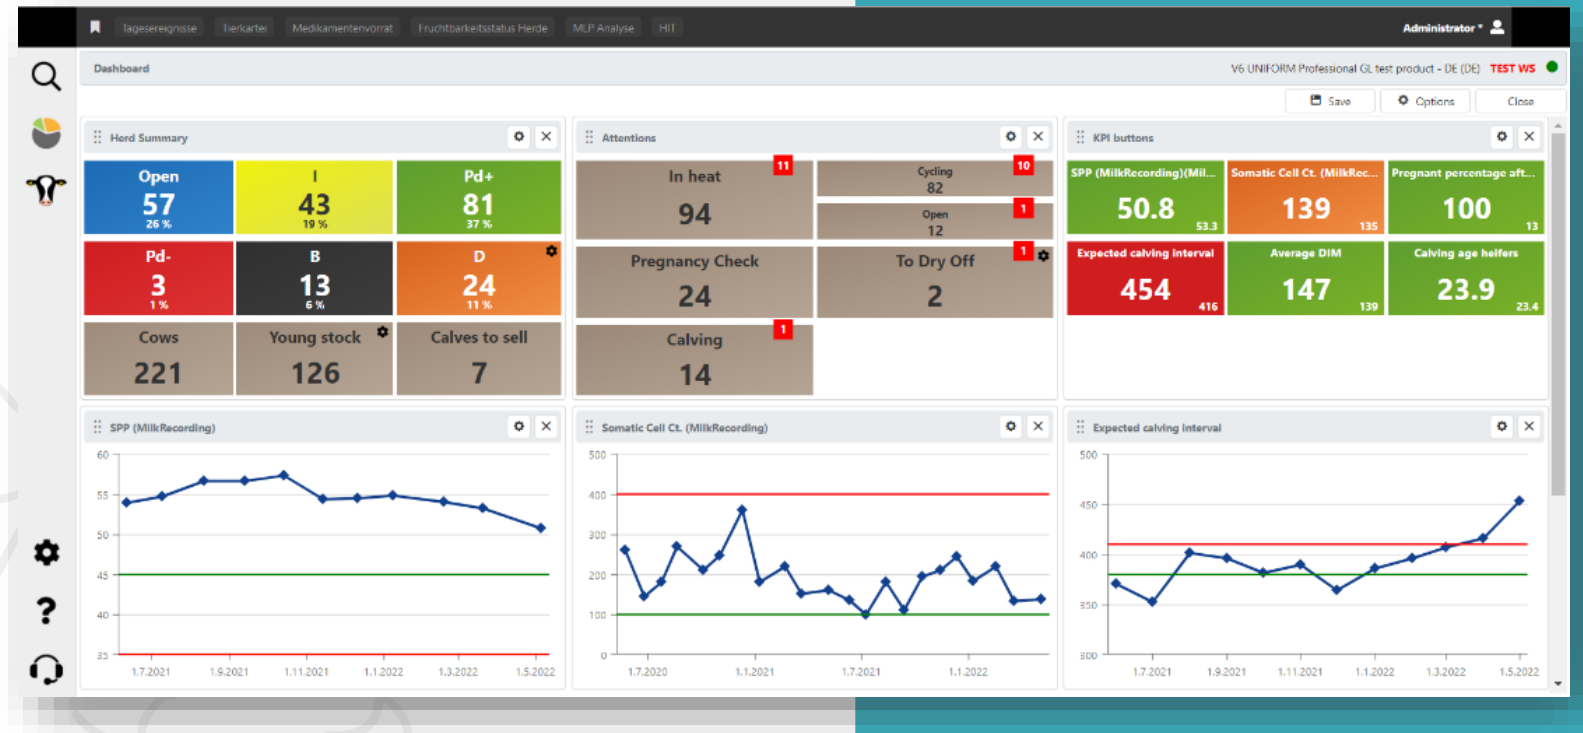 Tagesereignisse Tierkartei Medikamentenvorrat Fruchtbarkeitsstatus Herde MLP Analyse HIT Administrator *
Dashboard V6 UNIFORM Professional GL test product - DE (DE) TEST WS
Save Options Close
Herd Summary
Open
57
26 %
I
43
19 %
Pd+
81
37 %
Pd-
3
1 %
B
13
6 %
D
24
11 %
Cows
221
Young stock
126
Calves to sell
7
Attentions
In heat
11
94
Cycling
10
82
Open
1
12
Pregnancy Check
24
To Dry Off
1
2
Calving
1
14
KPI buttons
SPP (MilkRecording)(Mil...
50.8
53.3
Somatic Cell Ct. (MilkRec...
139
135
Pregnant percentage aft...
100
13
Expected calving interval
454
416
Average DIM
147
139
Calving age heifers
23.9
23.4
SPP (MilkRecording)
60
55
50
45
40
35
1.7.2021 1.9.2021 1.11.2021 1.1.2022 1.3.2022 1.5.2022
Somatic Cell Ct. (MilkRecording)
500
400
300
200
100
0
1.7.2020 1.1.2021 1.7.2021 1.1.2022
Expected calving interval
500
450
400
350
300
1.7.2021 1.9.2021 1.11.2021 1.1.2022 1.3.2022 1.5.2022